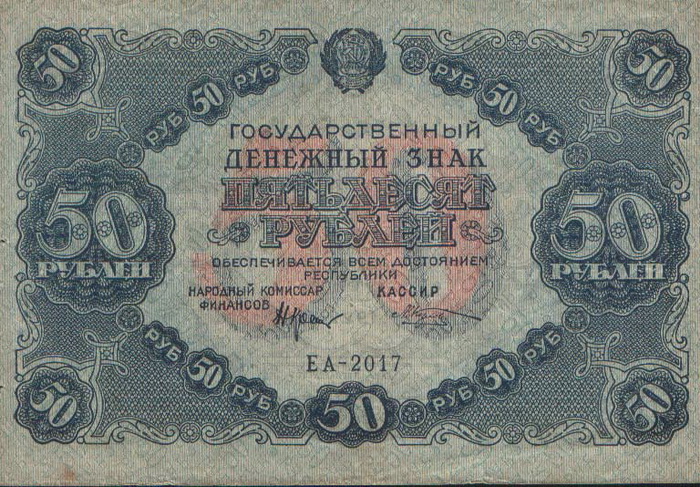 50 50
РУБ 50 РУБ РУБ 50 РУБ
ГОСУДАРСТВЕННЫЙ
ДЕНЕЖНЫЙ ЗНАК
ПЯТЬДЕСЯТ
РУБЛЕЙ
50 РУБЛЕЙ
50 РУБЛЕЙ
ОБЕСПЕЧИВАЕТСЯ ВСЕМ ДОСТОЯНИЕМ
РЕСПУБЛИКИ
НАРОДНЫЙ КОМИССАР
ФИНАНСОВ
КАССИР
ЕА-2017
РУБ 50 РУБ РУБ 50 РУБ
50 50 50